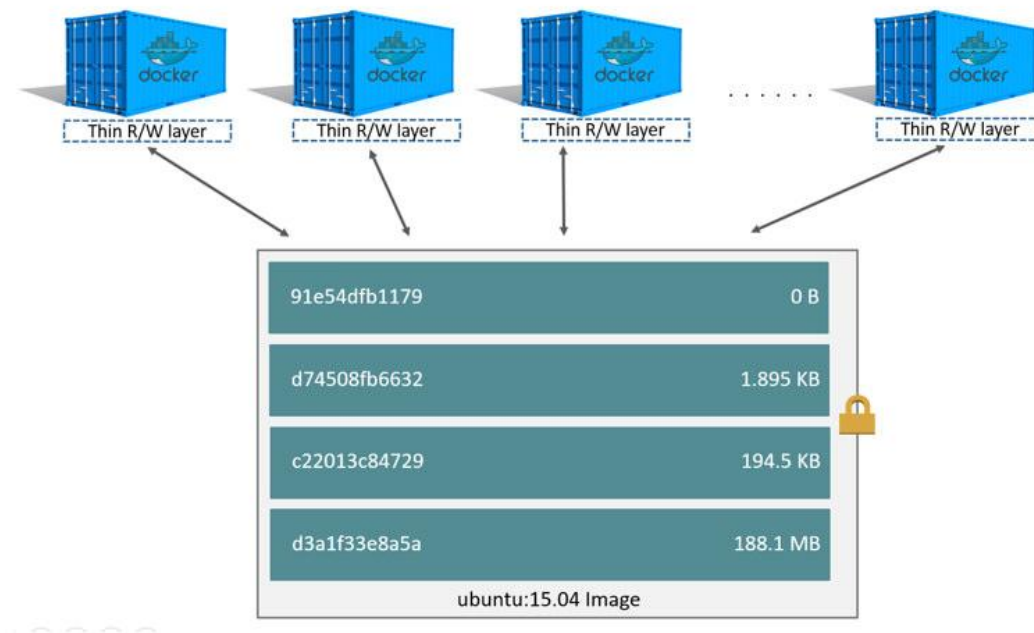 docker docker docker docker
Thin R/W layer Thin R/W layer Thin R/W layer . . . . . . Thin R/W layer
91e54dfb1179 0 B
d74508fb6632 1.895 KB
c22013c84729 194.5 KB
d3a1f33e8a5a 188.1 MB
ubuntu:15.04 Image